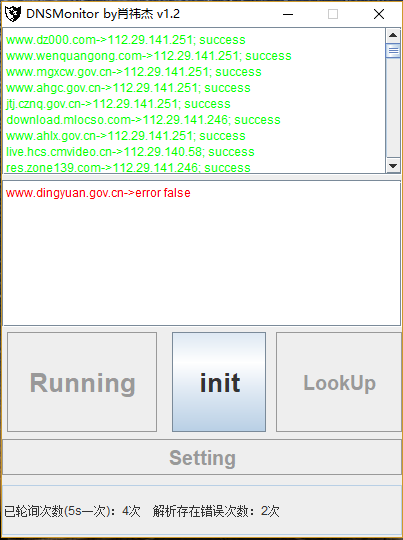 DNSMonitor by肖祎杰 v1.2
www.dz000.com->112.29.141.251; success
www.wenquangong.com->112.29.141.251; success
www.mgxcw.gov.cn->112.29.141.251; success
www.ahgc.gov.cn->112.29.141.251; success
jtj.cznq.gov.cn->112.29.141.251; success
download.mlocso.com->112.29.141.246; success
www.ahlx.gov.cn->112.29.141.251; success
live.hcs.cmvideo.cn->112.29.140.58; success
res.zone139.com->112.29.141.246; success
www.dingyuan.gov.cn->error false
Running
init
LookUp
Setting
已轮询次数(5s一次)：4次 解析存在错误次数：2次